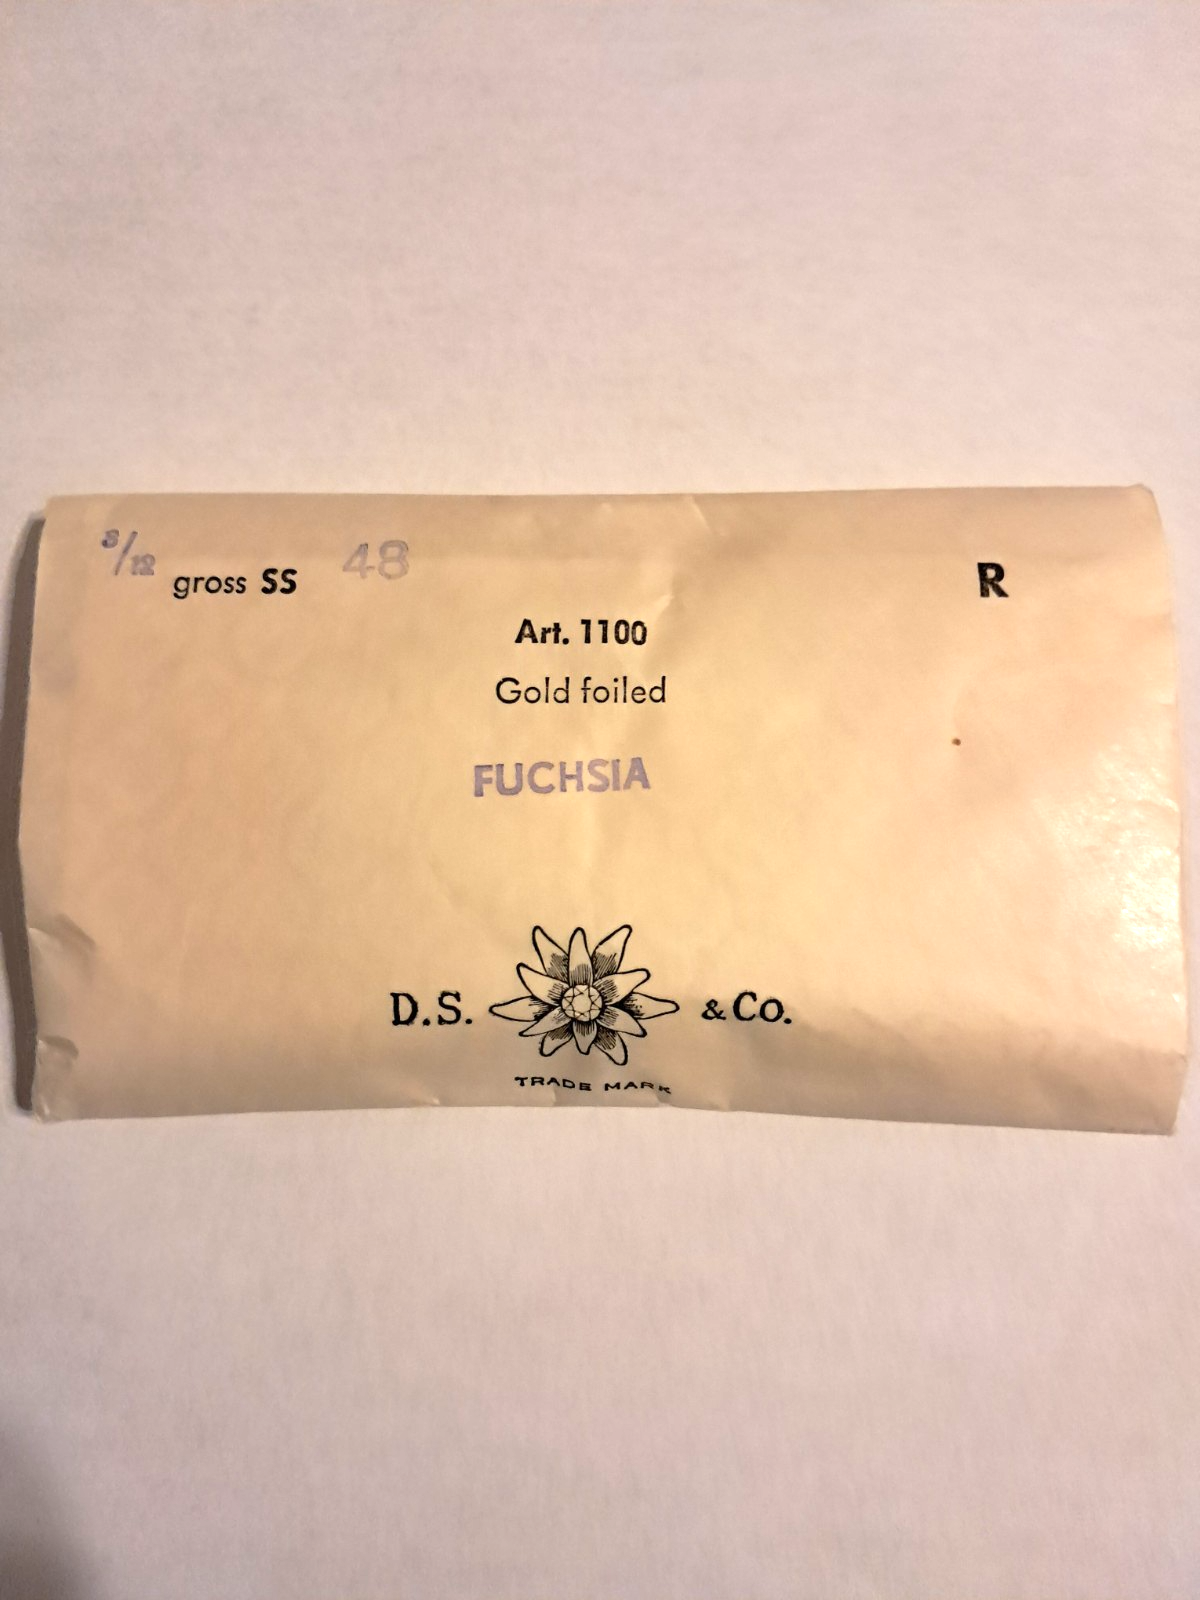 3/12 gross SS 48 R
Art. 1100
Gold foiled
FUCHSIA
D.S. & Co.
TRADE MARK